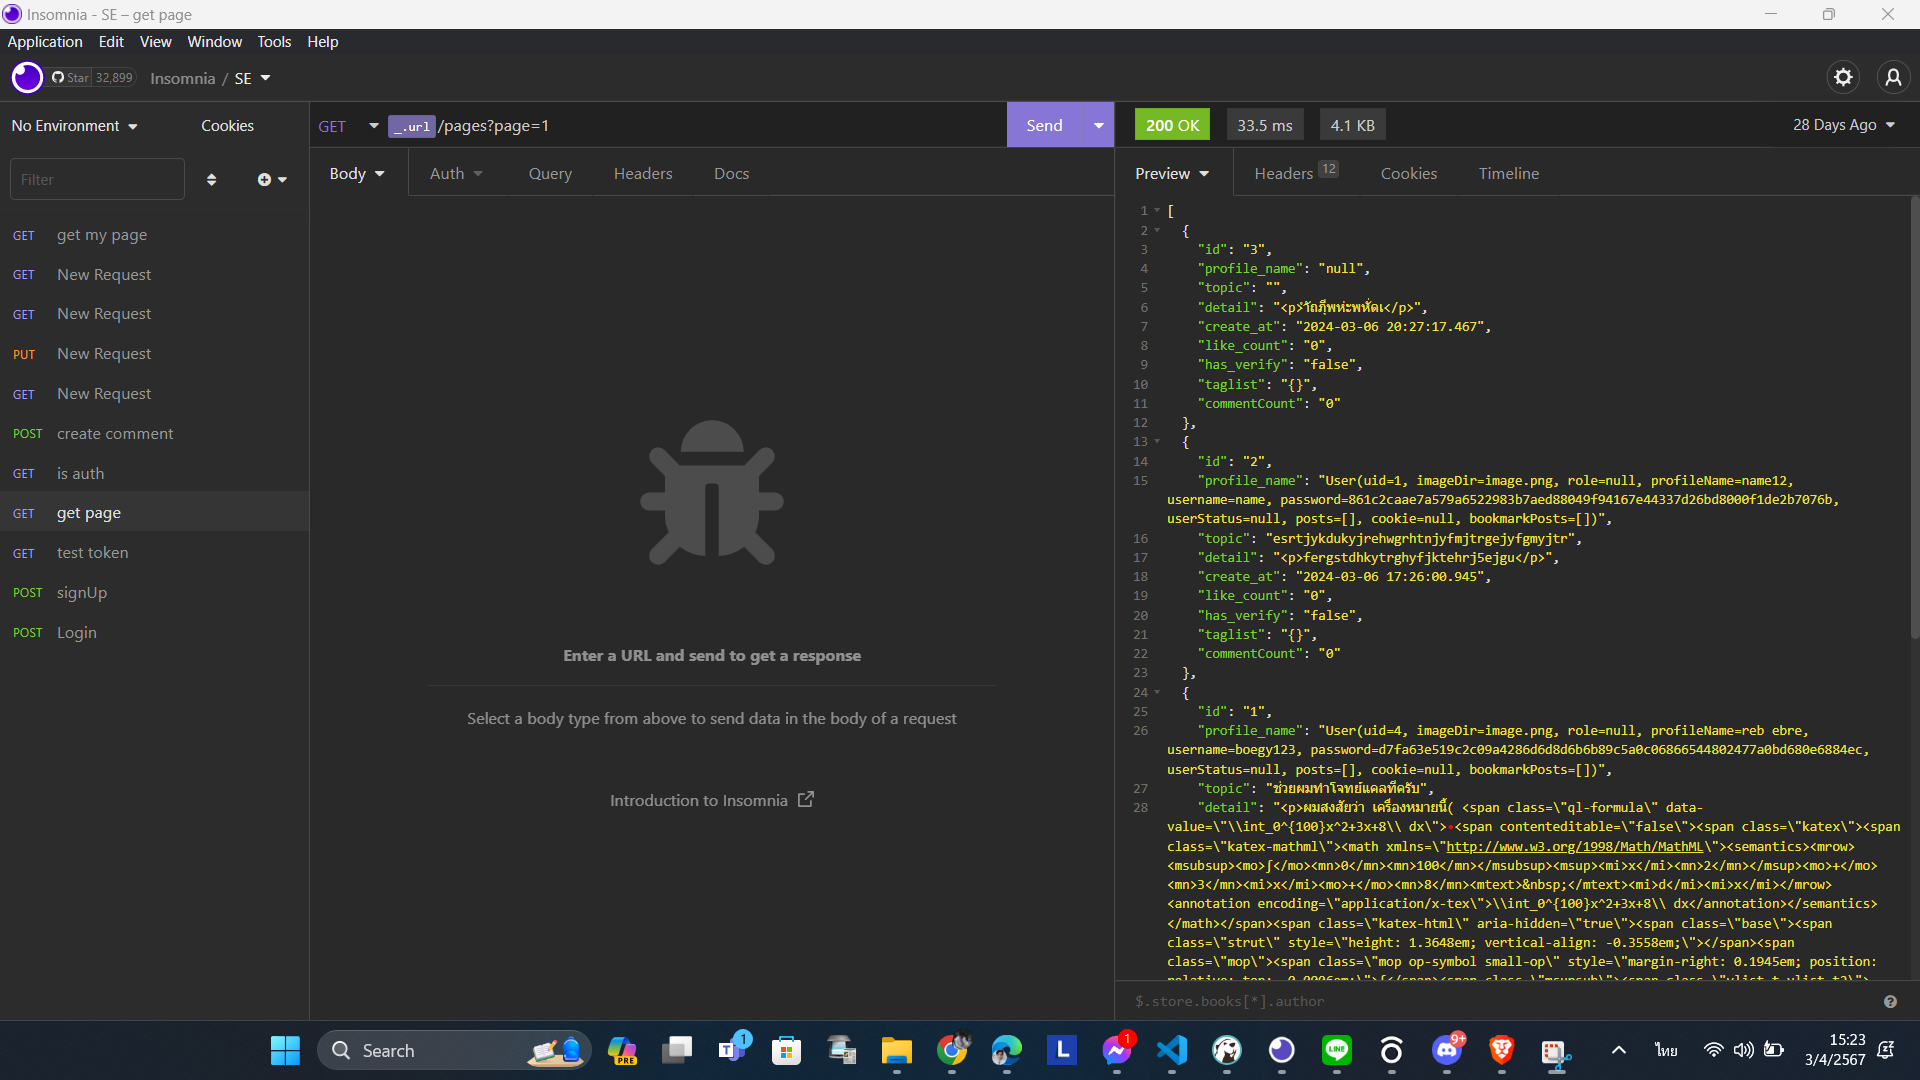 Insomnia - SE – get page
Application Edit View Window Tools Help
Star 32,899 Insomnia / SE
No Environment Cookies
Filter
GET get my page
GET New Request
GET New Request
PUT New Request
GET New Request
POST create comment
GET is auth
GET get page
GET test token
POST signUp
POST Login
GET _.url /pages?page=1 Send
Body Auth Query Headers Docs
Enter a URL and send to get a response
Select a body type from above to send data in the body of a request
Introduction to Insomnia
200 OK 33.5 ms 4.1 KB 28 Days Ago
Preview Headers 12 Cookies Timeline
1 [
2 {
3 "id": "3",
4 "profile_name": "null",
5 "topic": "",
6 "detail": "<p> </p>",
7 "create_at": "2024-03-06 20:27:17.467",
8 "like_count": "0",
9 "has_verify": "false",
10 "taglist": "{}",
11 "commentCount": "0"
12 },
13 {
14 "id": "2",
15 "profile_name": "User(uid=1, imageDir=image.png, role=null, profileName=name12,
username=name, password=861c2caae7a579a6522983b7aed88049f94167e44337d26bd8000f1de2b7076b,
userStatus=null, posts=[], cookie=null, bookmarkPosts=[])",
16 "topic": "esrtjykdukyjrehwgrhtnjyfmjtrgejyfgmyjtr",
17 "detail": "<p>fergstdhkytrghyfjktehrj5ejgu</p>",
18 "create_at": "2024-03-06 17:26:00.945",
19 "like_count": "0",
20 "has_verify": "false",
21 "taglist": "{}",
22 "commentCount": "0"
23 },
24 {
25 "id": "1",
26 "profile_name": "User(uid=4, imageDir=image.png, role=null, profileName=reb ebre,
username=boegy123, password=d7fa63e519c2c09a4286d6d8d6b6b89c5a0c06866544802477a0bd680e6884ec,
userStatus=null, posts=[], cookie=null, bookmarkPosts=[])",
27 "topic": "ช่วยผมทำโจทย์แคลทีครับ",
28 "detail": "<p>ผมสงสัยว่า เครื่องหมายนี้( <span class=\"ql-formula\" data-
value=\"\\int_0^{100}x^2+3x+8\\ dx\">•<span contenteditable=\"false\"><span class=\"katex\"><span
class=\"katex-mathml\"><math xmlns=\"http://www.w3.org/1998/Math/MathML\"><semantics><mrow>
<msubsup><mo>∫</mo><mn>0</mn><mn>100</mn></msubsup><msup><mi>x</mi><mn>2</mn></msup><mo>+</mo>
<mn>3</mn><mi>x</mi><mo>+</mo><mn>8</mn><mtext>&nbsp;</mtext><mi>d</mi><mi>x</mi></mrow>
<annotation encoding=\"application/x-tex\">\\int_0^{100}x^2+3x+8\\ dx</annotation></semantics>
</math></span><span class=\"katex-html\" aria-hidden=\"true\"><span class=\"base\"><span
class=\"strut\" style=\"height: 1.3648em; vertical-align: -0.3558em;\"></span><span
class=\"mop\"><span class=\"mop op-symbol small-op\" style=\"margin-right: 0.1945em; position:
$.store.books[*].author
Search PRE 1 L 1 LINE 9+ ไทย 15:23
3/4/2567